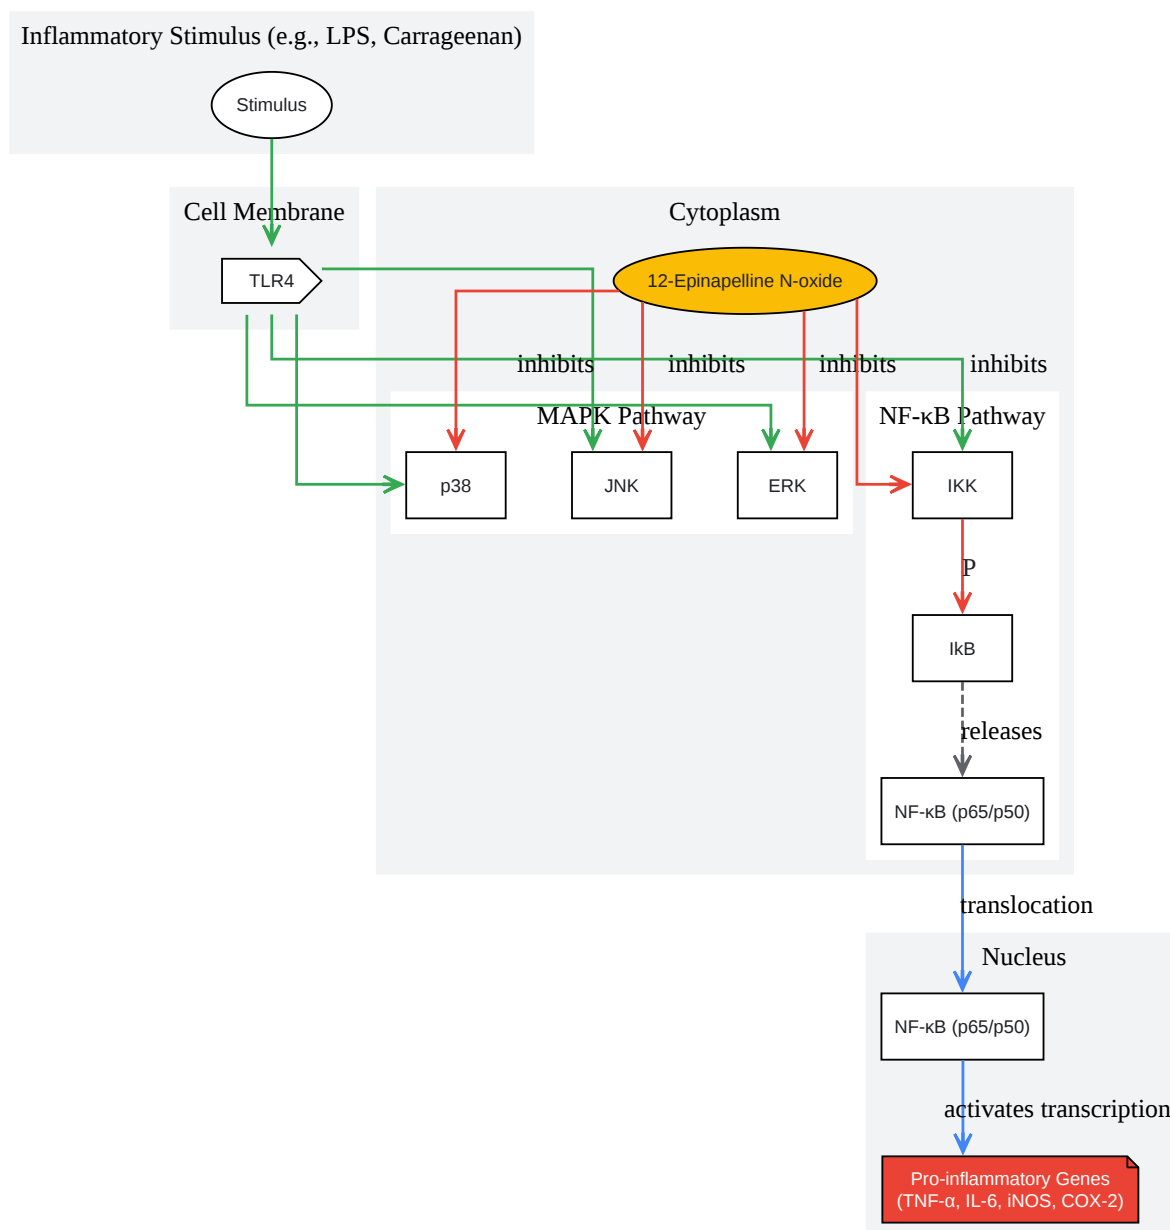 Inflammatory Stimulus (e.g., LPS, Carrageenan)
Stimulus
Cell Membrane
Cytoplasm
TLR4
12-Epinapelline N-oxide
inhibits
inhibits
inhibits
inhibits
MAPK Pathway
NF-κB Pathway
p38
JNK
ERK
IKK
P
IkB
releases
NF-κB (p65/p50)
translocation
Nucleus
NF-κB (p65/p50)
activates transcription
Pro-inflammatory Genes
(TNF-α, IL-6, iNOS, COX-2)